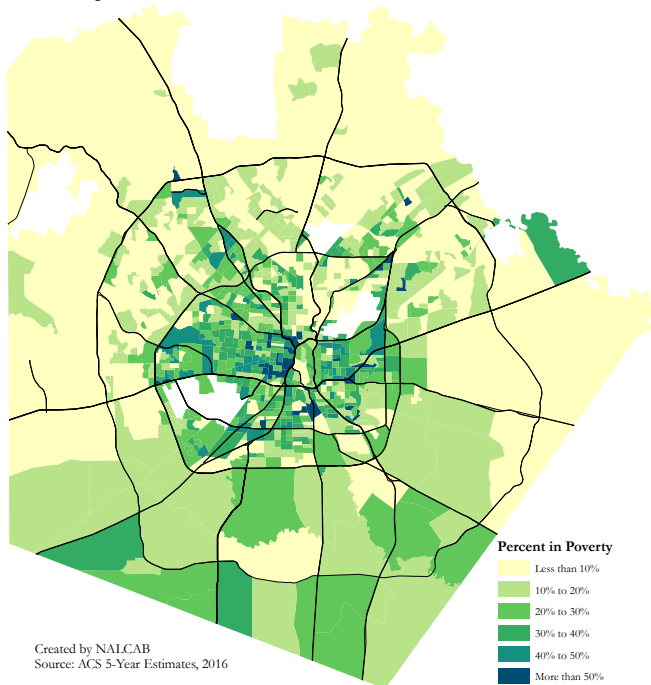 Percent in Poverty
Less than 10%
10% to 20%
20% to 30%
30% to 40%
40% to 50%
More than 50%
Created by NALCAB
Source: ACS 5-Year Estimates, 2016